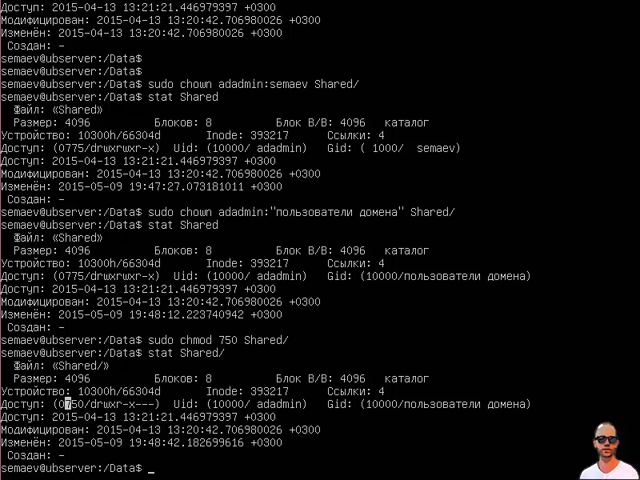 Доступ: 2015-04-13 13:21:21.446979397 +0300
Модифицирован: 2015-04-13 13:20:42.706980026 +0300
Изменён: 2015-04-13 13:20:42.706980026 +0300
Создан: -
semaev@ubserver:/Data$
semaev@ubserver:/Data$
semaev@ubserver:/Data$ sudo chown adadmin:semaev Shared/
semaev@ubserver:/Data$ stat Shared
Файл: «Shared»
Размер: 4096 Блоков: 8 Блок В/В: 4096 каталог
Устройство: 10300h/66304d Inode: 393217 Ссылки: 4
Доступ: (0775/drwxrwxr-x) Uid: (10000/ adadmin) Gid: ( 1000/ semaev)
Доступ: 2015-04-13 13:21:21.446979397 +0300
Модифицирован: 2015-04-13 13:20:42.706980026 +0300
Изменён: 2015-05-09 19:47:27.073181011 +0300
Создан: -
semaev@ubserver:/Data$ sudo chown adadmin:"пользователи домена" Shared/
semaev@ubserver:/Data$ stat Shared
Файл: «Shared»
Размер: 4096 Блоков: 8 Блок В/В: 4096 каталог
Устройство: 10300h/66304d Inode: 393217 Ссылки: 4
Доступ: (0775/drwxrwxr-x) Uid: (10000/ adadmin) Gid: (10000/пользователи домена)
Доступ: 2015-04-13 13:21:21.446979397 +0300
Модифицирован: 2015-04-13 13:20:42.706980026 +0300
Изменён: 2015-05-09 19:48:12.223740942 +0300
Создан: -
semaev@ubserver:/Data$ sudo chmod 750 Shared/
semaev@ubserver:/Data$ stat Shared/
Файл: «Shared/»
Размер: 4096 Блоков: 8 Блок В/В: 4096 каталог
Устройство: 10300h/66304d Inode: 393217 Ссылки: 4
Доступ: (0750/drwxr-x---) Uid: (10000/ adadmin) Gid: (10000/пользователи домена)
Доступ: 2015-04-13 13:21:21.446979397 +0300
Модифицирован: 2015-04-13 13:20:42.706980026 +0300
Изменён: 2015-05-09 19:48:42.182699616 +0300
Создан: -
semaev@ubserver:/Data$ _